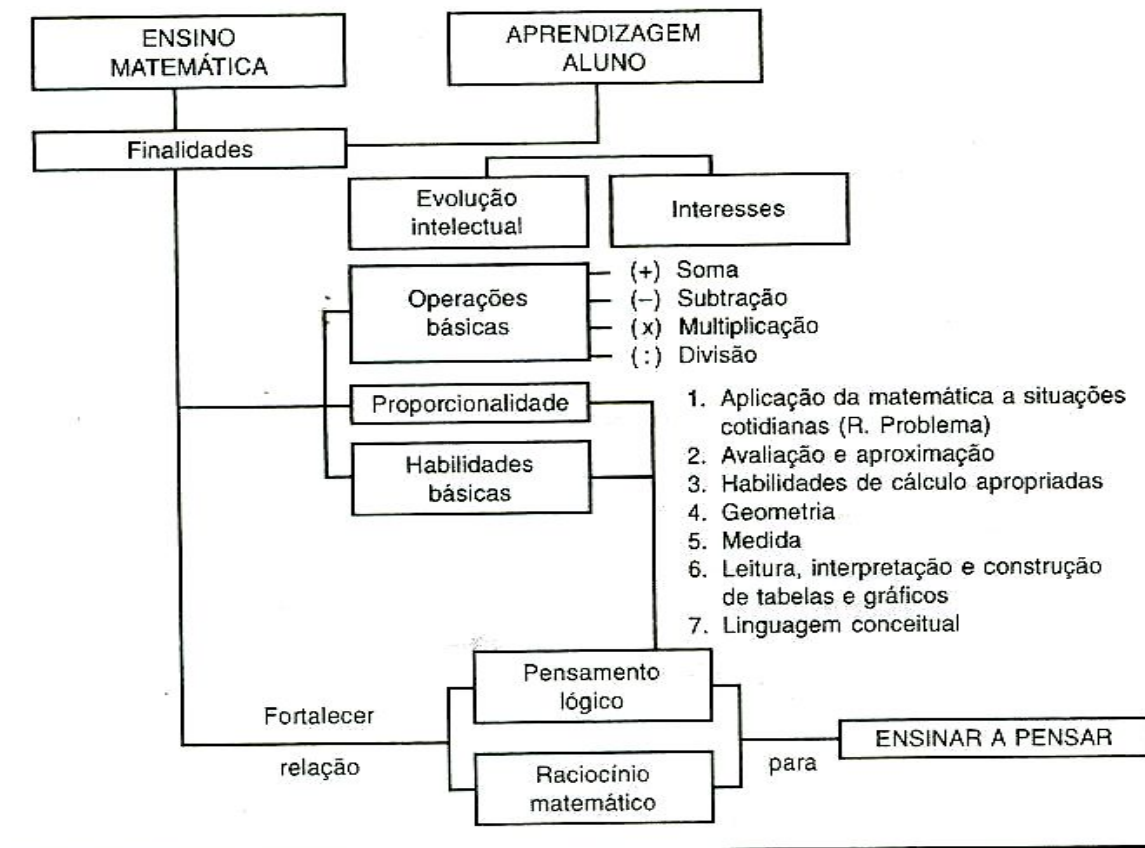 ENSINO
MATEMÁTICA
APRENDIZAGEM
ALUNO
Finalidades
Evolução
intelectual
Interesses
Operações
básicas
(+) Soma
(–) Subtração
(x) Multiplicação
(:) Divisão
Proporcionalidade
Habilidades
básicas
1. Aplicação da matemática a situações
cotidianas (R. Problema)
2. Avaliação e aproximação
3. Habilidades de cálculo apropriadas
4. Geometria
5. Medida
6. Leitura, interpretação e construção
de tabelas e gráficos
7. Linguagem conceitual
Pensamento
lógico
Fortalecer
relação
Raciocínio
matemático
para
ENSINAR A PENSAR